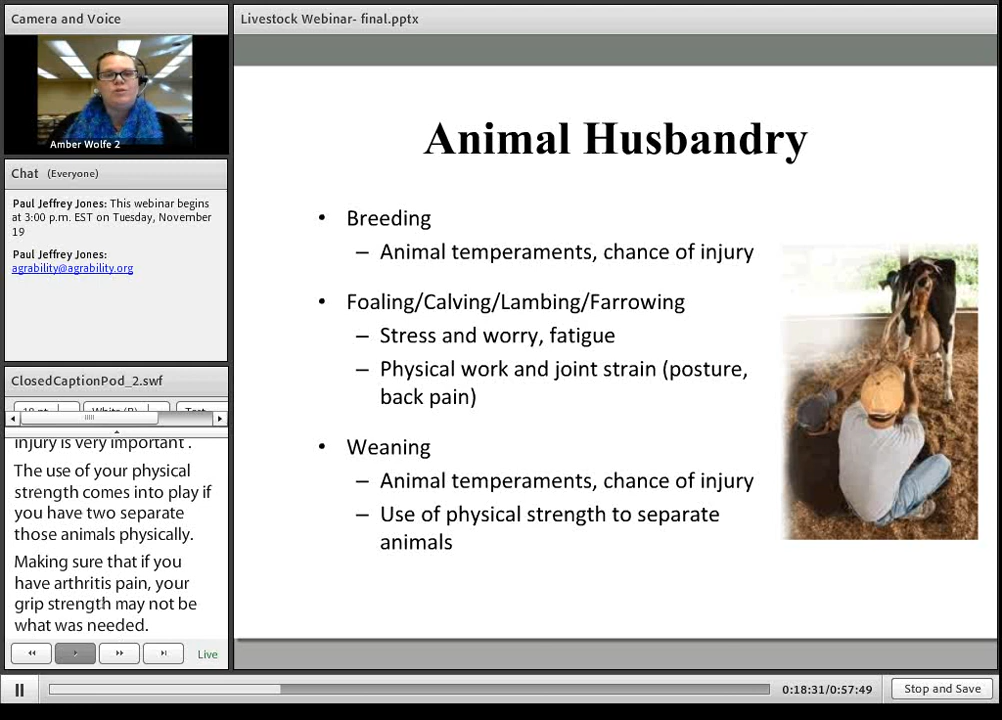 Camera and Voice
Amber Wolfe 2
Chat (Everyone)
Paul Jeffrey Jones: This webinar begins
at 3:00 p.m. EST on Tuesday, November
19
Paul Jeffrey Jones:
agrability@agrability.org
ClosedCaptionPod_2.swf
injury is very important .
The use of your physical
strength comes into play if
you have two separate
those animals physically.
Making sure that if you
have arthritis pain, your
grip strength may not be
what was needed.
Live
Livestock Webinar- final.pptx
Animal Husbandry
• Breeding
– Animal temperaments, chance of injury
• Foaling/Calving/Lambing/Farrowing
– Stress and worry, fatigue
– Physical work and joint strain (posture,
back pain)
• Weaning
– Animal temperaments, chance of injury
– Use of physical strength to separate
animals
0:18:31/0:57:49
Stop and Save